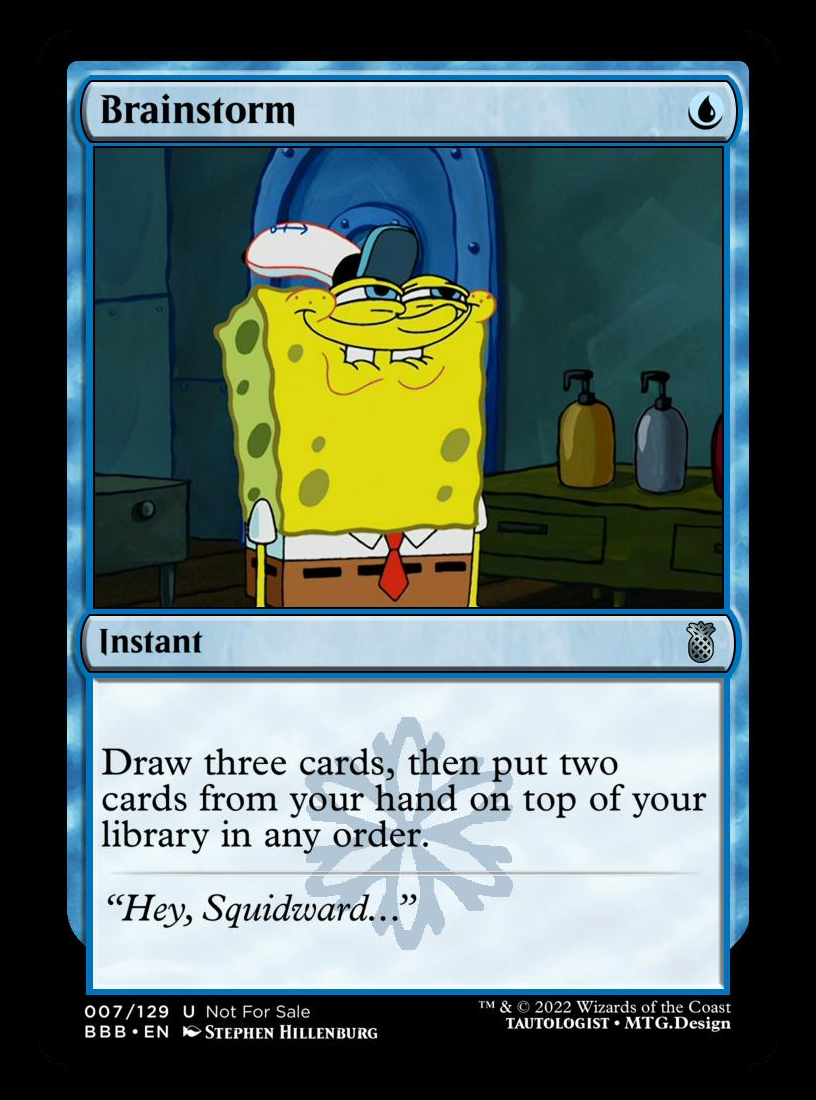 Brainstorm
Instant
Draw three cards, then put two
cards from your hand on top of your
library in any order.
“Hey, Squidward…”
007/129 U Not For Sale
BBB • EN STEPHEN HILLENBURG
™ & © 2022 Wizards of the Coast
TAUTOLOGIST • MTG.Design